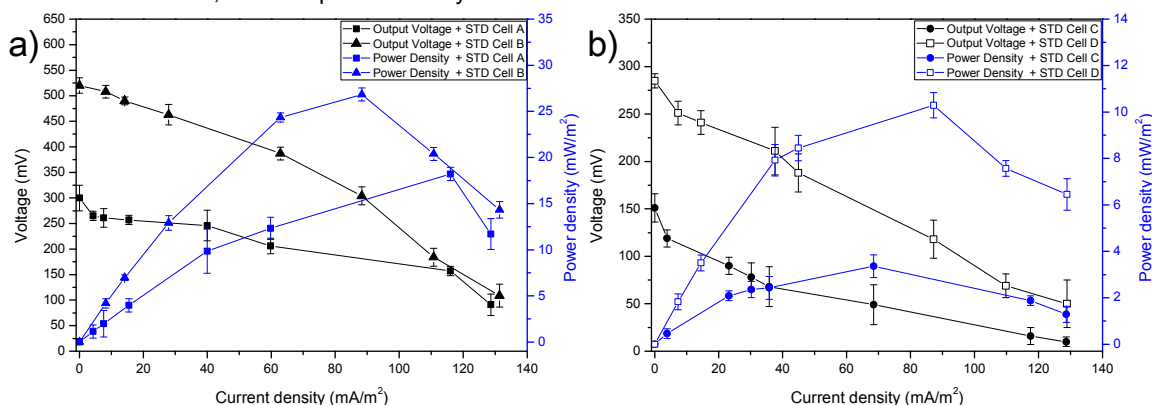 a)
Output Voltage + STD Cell A
Output Voltage + STD Cell B
Power Density + STD Cell A
Power Density + STD Cell B
650
600
550
500
450
400
350
300
250
200
150
100
50
0
Voltage (mV)
0 20 40 60 80 100 120 140
Current density (mA/m²)
35
30
25
20
15
10
5
0
Power density (mW/m²)
b)
Output Voltage + STD Cell C
Output Voltage + STD Cell D
Power Density + STD Cell C
Power Density + STD Cell D
350
300
250
200
150
100
50
0
Voltage (mV)
0 20 40 60 80 100 120 140
Current density (mA/m²)
14
12
10
8
6
4
2
0
Power density (mW/m²)